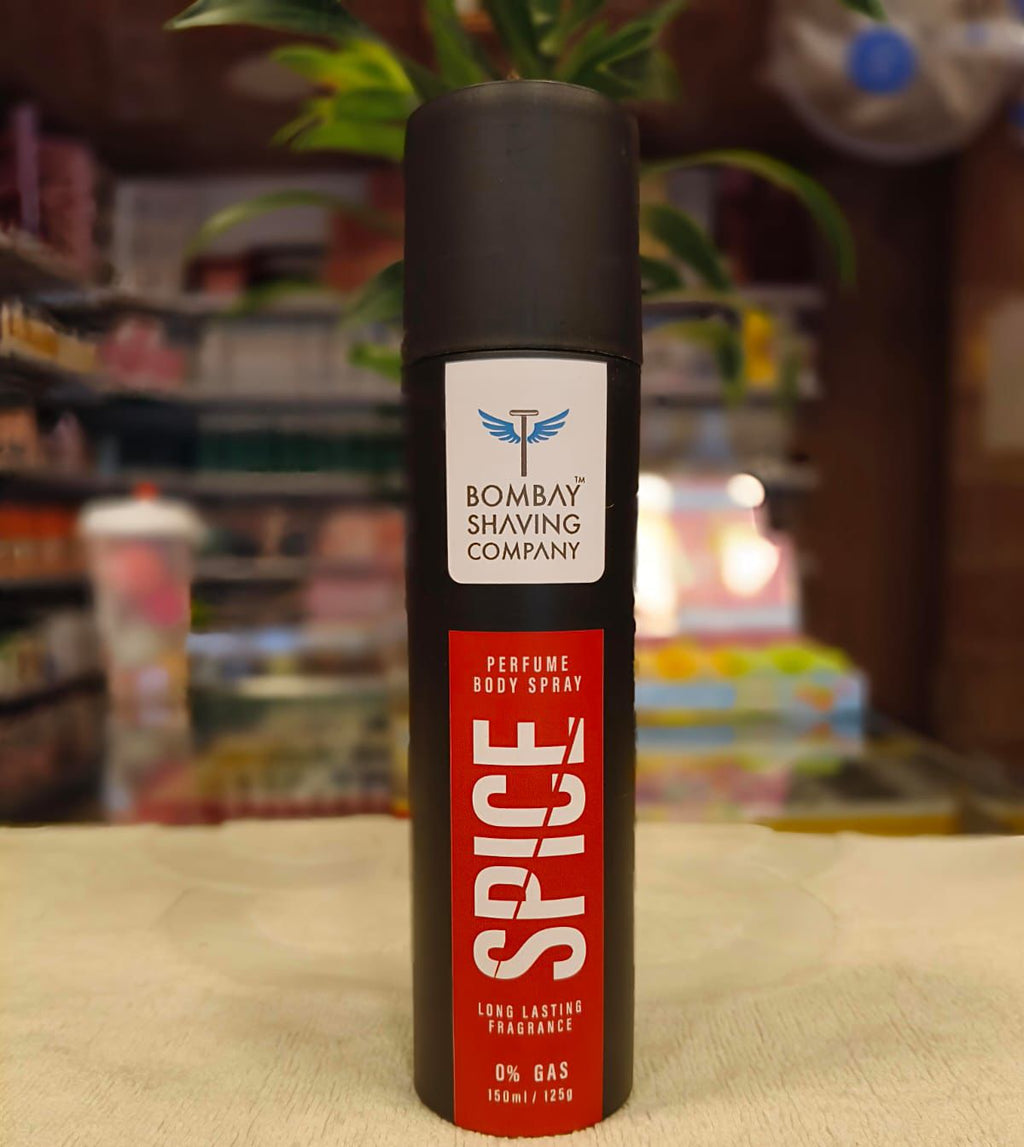 BOMBAY™
SHAVING
COMPANY
PERFUME
BODY SPRAY
SPICE
LONG LASTING
FRAGRANCE
0% GAS
150ml / 125g